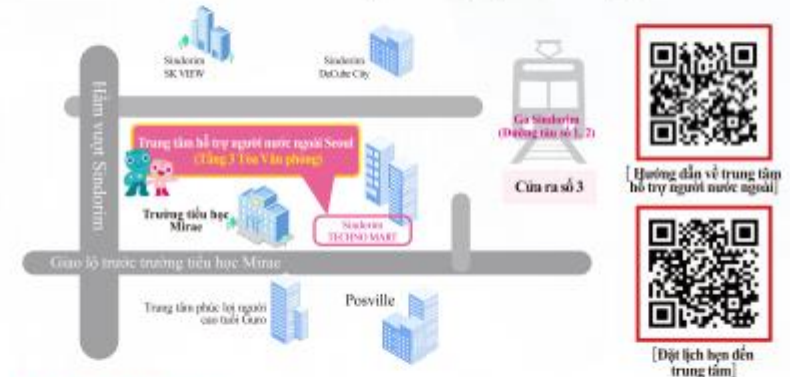 Sindorim
SK VIEW
Sindorim
DeCube City
Hầm vượt Sindorim
Trung tâm hỗ trợ người nước ngoài Seoul
(Tầng 3 Tòa Văn phòng)
Ga Sindorim
(Đường tàu số 1, 2)
Cửa ra số 3
Trường tiểu học
Mirae
Sindorim
TECHNO MART
Giao lộ trước trường tiểu học Mirae
Trung tâm phúc lợi người
cao tuổi Guro
Posville
[ Hướng dẫn về trung tâm
hỗ trợ người nước ngoài]
[Đặt lịch hẹn đến
trung tâm]